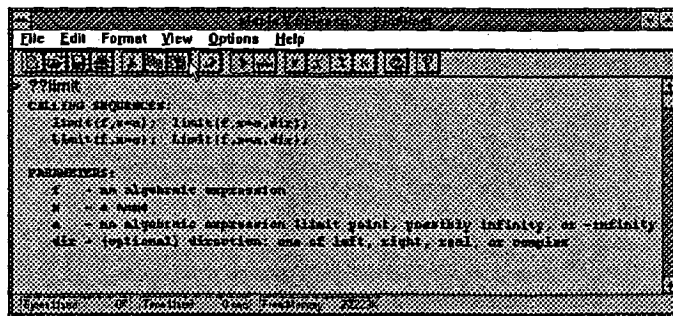 File Edit Format View Options Help
> ??limit
CALLING SEQUENCES:
limit(f,x=a); limit(f,x=a,dir);
Limit(f,x=a); Limit(f,x=a,dir);
PARAMETERS:
f - an algebraic expression
x - a name
a - an algebraic expression limit point, possibly infinity, or -infinity
dir - (optional) direction: one of left, right, real, or complex